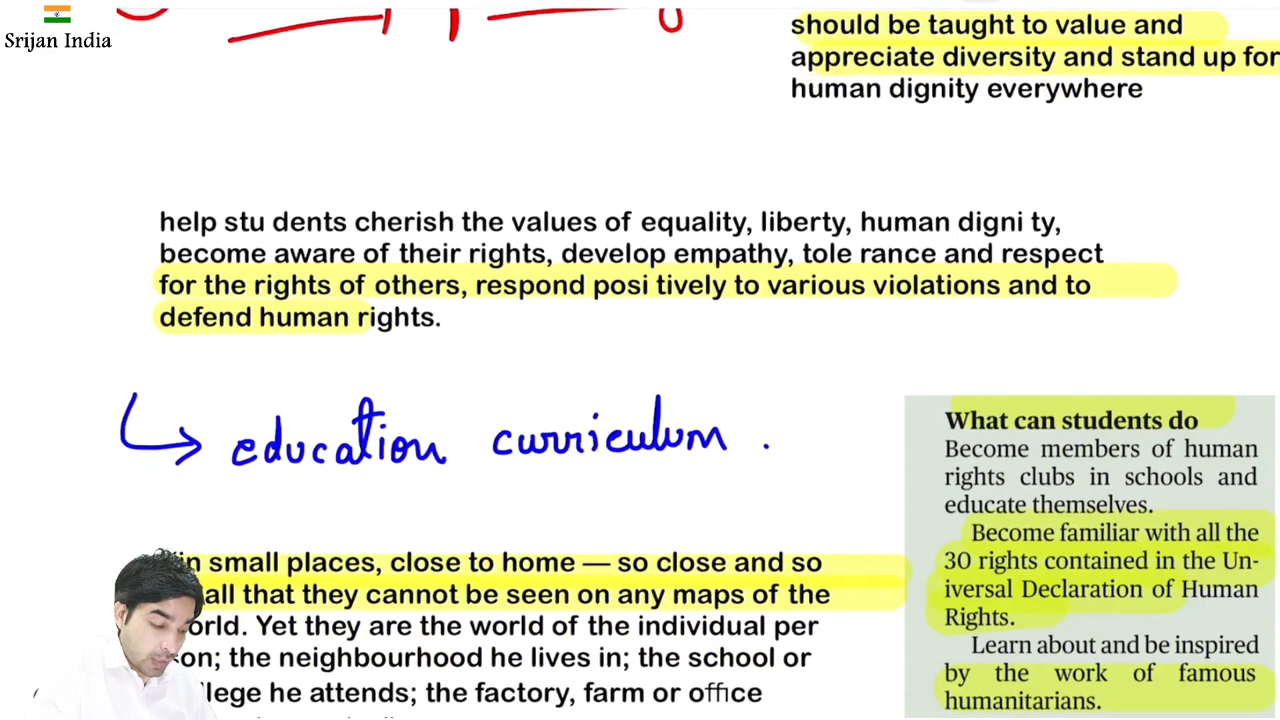 Srijan India
should be taught to value and
appreciate diversity and stand up for
human dignity everywhere
help stu dents cherish the values of equality, liberty, human digni ty,
become aware of their rights, develop empathy, tole rance and respect
for the rights of others, respond posi tively to various violations and to
defend human rights.
education curriculum .
in small places, close to home — so close and so
all that they cannot be seen on any maps of the
orld. Yet they are the world of the individual per
son; the neighbourhood he lives in; the school or
llege he attends; the factory, farm or office
What can students do
Become members of human
rights clubs in schools and
educate themselves.
Become familiar with all the
30 rights contained in the Un-
iversal Declaration of Human
Rights.
Learn about and be inspired
by the work of famous
humanitarians.